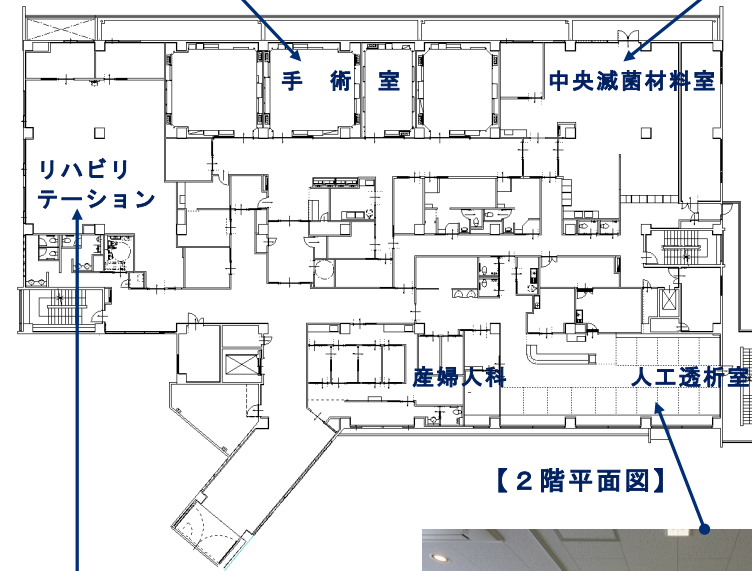 手術室
中央滅菌材料室
リハビリ
テーション
産婦人科
人工透析室
【２階平面図】